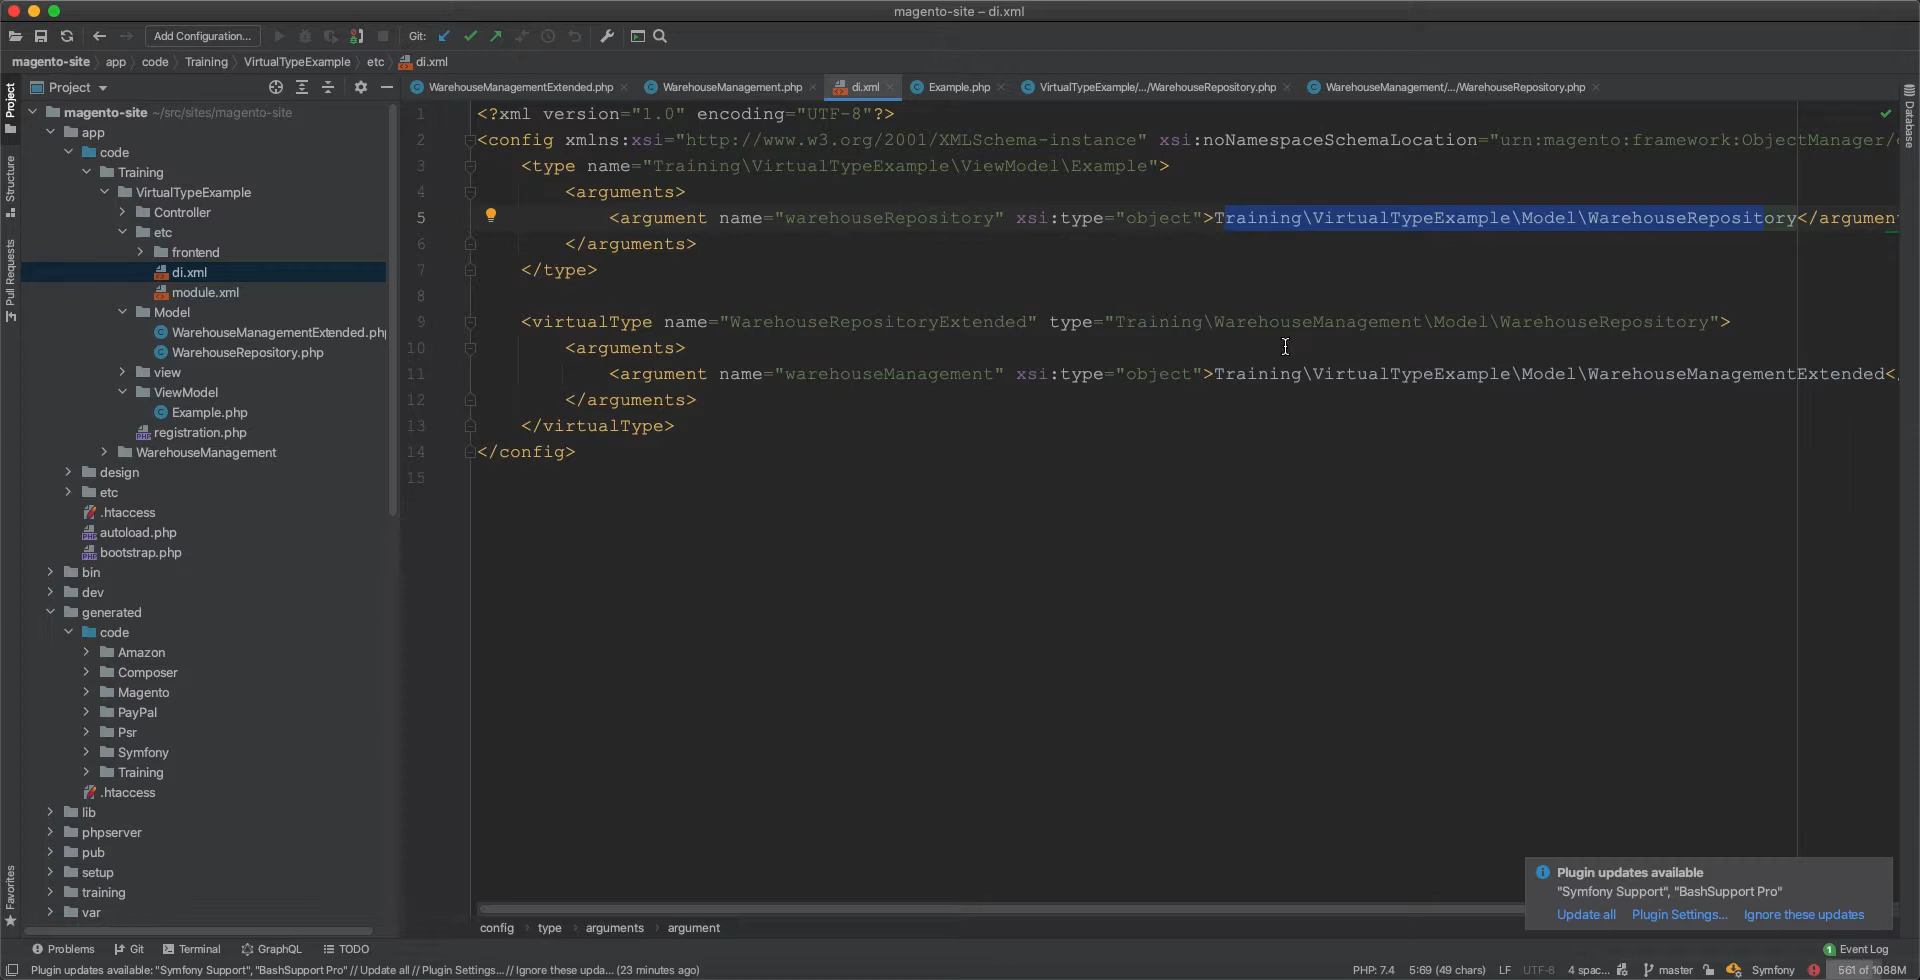 magento-site – di.xml
Add Configuration...
Git:
magento-site app code Training VirtualTypeExample etc di.xml
Project
Project
Structure
Pull Requests
Favorites
Database
WarehouseManagementExtended.php
WarehouseManagement.php
di.xml
Example.php
VirtualTypeExample/.../WarehouseRepository.php
WarehouseManagement/.../WarehouseRepository.php
magento-site ~/src/sites/magento-site
app
code
Training
VirtualTypeExample
Controller
etc
frontend
di.xml
module.xml
Model
WarehouseManagementExtended.php
WarehouseRepository.php
view
ViewModel
Example.php
registration.php
WarehouseManagement
design
etc
.htaccess
autoload.php
bootstrap.php
bin
dev
generated
code
Amazon
Composer
Magento
PayPal
Psr
Symfony
Training
.htaccess
lib
phpserver
pub
setup
training
var
1 <?xml version="1.0" encoding="UTF-8"?>
2 <config xmlns:xsi="http://www.w3.org/2001/XMLSchema-instance" xsi:noNamespaceSchemaLocation="urn:magento:framework:ObjectManager/
3 <type name="Training\VirtualTypeExample\ViewModel\Example">
4 <arguments>
5 <argument name="warehouseRepository" xsi:type="object">Training\VirtualTypeExample\Model\WarehouseRepository</argumen
6 </arguments>
7 </type>
8
9 <virtualType name="WarehouseRepositoryExtended" type="Training\WarehouseManagement\Model\WarehouseRepository">
10 <arguments>
11 <argument name="warehouseManagement" xsi:type="object">Training\VirtualTypeExample\Model\WarehouseManagementExtended<
12 </arguments>
13 </virtualType>
14 </config>
15
Plugin updates available
"Symfony Support", "BashSupport Pro"
Update all Plugin Settings... Ignore these updates
config type arguments argument
Problems Git Terminal GraphQL TODO
1 Event Log
Plugin updates available: "Symfony Support", "BashSupport Pro" // Update all // Plugin Settings... // Ignore these upda... (23 minutes ago)
PHP: 7.4 5:69 (49 chars) LF UTF-8 4 spac... master Symfony 561 of 1088M